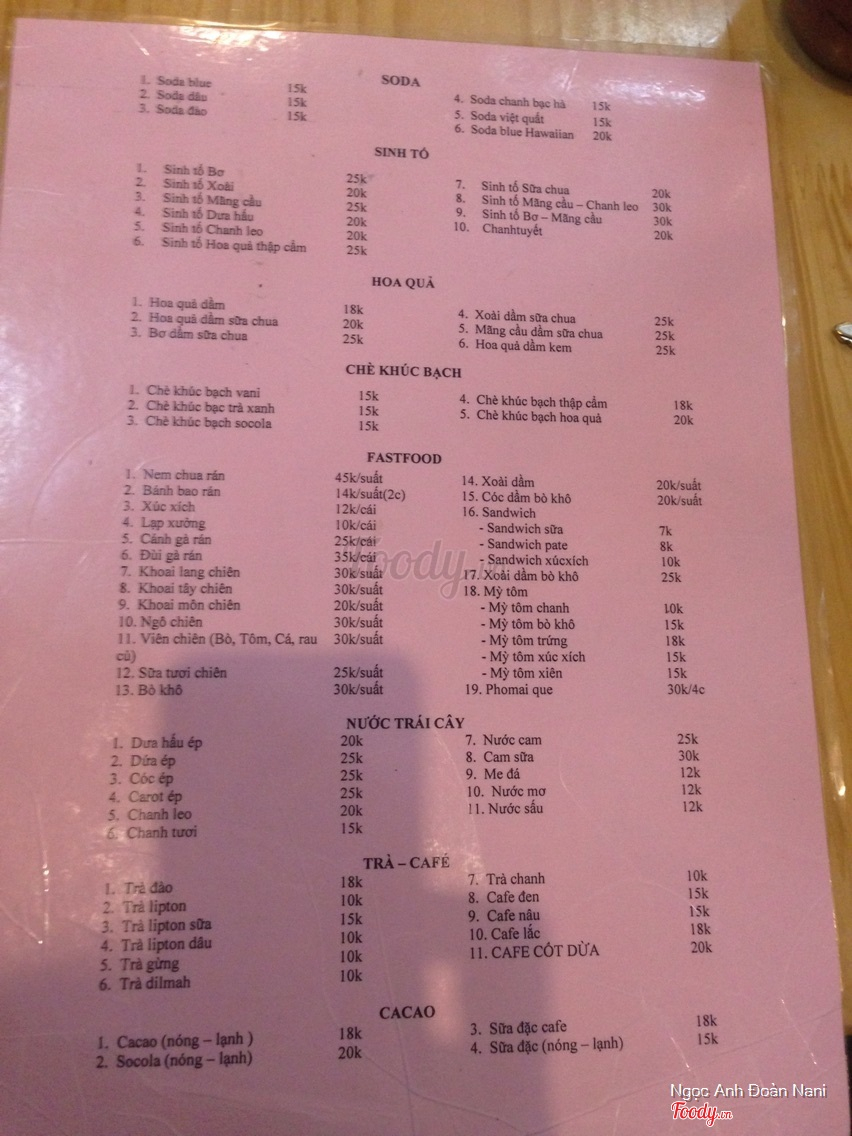 SODA
1. Soda blue 15k
2. Soda dâu 15k
3. Soda đào 15k
4. Soda chanh bạc hà 15k
5. Soda việt quất 15k
6. Soda blue Hawaiian 20k
SINH TỐ
1. Sinh tố Bơ 25k
2. Sinh tố Xoài 20k
3. Sinh tố Mãng cầu 25k
4. Sinh tố Dưa hấu 20k
5. Sinh tố Chanh leo 20k
6. Sinh tố Hoa quả thập cẩm 25k
7. Sinh tố Sữa chua 20k
8. Sinh tố Mãng cầu – Chanh leo 30k
9. Sinh tố Bơ – Mãng cầu 30k
10. Chanhtuyết 20k
HOA QUẢ
1. Hoa quả dầm 18k
2. Hoa quả dầm sữa chua 20k
3. Bơ dầm sữa chua 25k
4. Xoài dầm sữa chua 25k
5. Mãng cầu dầm sữa chua 25k
6. Hoa quả dầm kem 25k
CHÈ KHÚC BẠCH
1. Chè khúc bạch vani 15k
2. Chè khúc bạc trà xanh 15k
3. Chè khúc bạch socola 15k
4. Chè khúc bạch thập cẩm 18k
5. Chè khúc bạch hoa quả 20k
FASTFOOD
1. Nem chua rán 45k/suất
2. Bánh bao rán 14k/suất(2c)
3. Xúc xích 12k/cái
4. Lạp xưởng 10k/cái
5. Cánh gà rán 25k/cái
6. Đùi gà rán 35k/cái
7. Khoai lang chiên 30k/suất
8. Khoai tây chiên 30k/suất
9. Khoai môn chiên 20k/suất
10. Ngô chiên 30k/suất
11. Viên chiên (Bò, Tôm, Cá, rau 30k/suất
củ)
12. Sữa tươi chiên 25k/suất
13. Bò khô 30k/suất
14. Xoài dầm 20k/suất
15. Cóc dầm bò khô 20k/suất
16. Sandwich
- Sandwich sữa 7k
- Sandwich pate 8k
- Sandwich xúcxích 10k
17. Xoài dầm bò khô 25k
18. Mỳ tôm
- Mỳ tôm chanh 10k
- Mỳ tôm bò khô 15k
- Mỳ tôm trứng 18k
- Mỳ tôm xúc xích 15k
- Mỳ tôm xiên 15k
19. Phomai que 30k/4c
NƯỚC TRÁI CÂY
1. Dưa hấu ép 20k
2. Dứa ép 25k
3. Cóc ép 25k
4. Carot ép 25k
5. Chanh leo 20k
6. Chanh tươi 15k
7. Nước cam 25k
8. Cam sữa 30k
9. Me đá 12k
10. Nước mơ 12k
11. Nước sấu 12k
TRÀ – CAFÉ
1. Trà đào 18k
2. Trà lipton 10k
3. Trà lipton sữa 15k
4. Trà lipton dâu 10k
5. Trà gừng 10k
6. Trà dilmah 10k
7. Trà chanh 10k
8. Cafe đen 15k
9. Cafe nâu 15k
10. Cafe lắc 18k
11. CAFE CỐT DỪA 20k
CACAO
1. Cacao (nóng – lạnh ) 18k
2. Socola (nóng – lạnh) 20k
3. Sữa đặc cafe 18k
4. Sữa đặc (nóng – lạnh) 15k
foody.vn
Ngọc Anh Đoàn Nani
Foody.vn